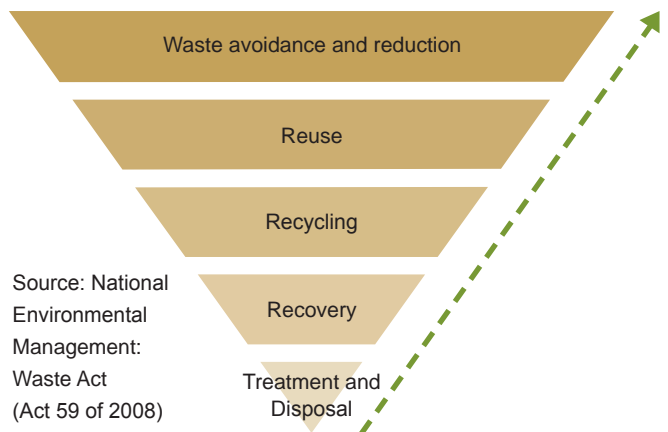 Waste avoidance and reduction
Reuse
Recycling
Recovery
Treatment and
Disposal
Source: National
Environmental
Management:
Waste Act
(Act 59 of 2008)